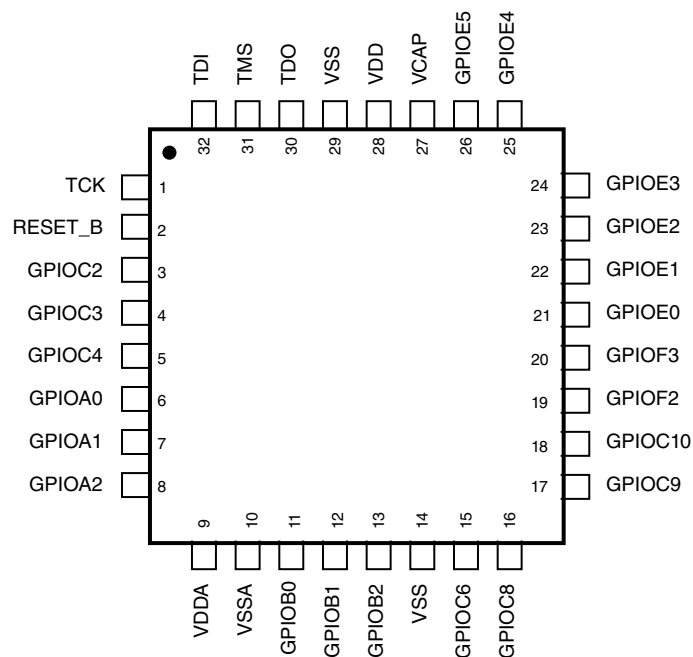 TDI
TMS
TDO
VSS
VDD
VCAP
GPIOE5
GPIOE4
32
31
30
29
28
27
26
25
TCK 1
RESET_B 2
GPIOC2 3
GPIOC3 4
GPIOC4 5
GPIOA0 6
GPIOA1 7
GPIOA2 8
24 GPIOE3
23 GPIOE2
22 GPIOE1
21 GPIOE0
20 GPIOF3
19 GPIOF2
18 GPIOC10
17 GPIOC9
9
10
11
12
13
14
15
16
VDDA
VSSA
GPIOB0
GPIOB1
GPIOB2
VSS
GPIOC6
GPIOC8